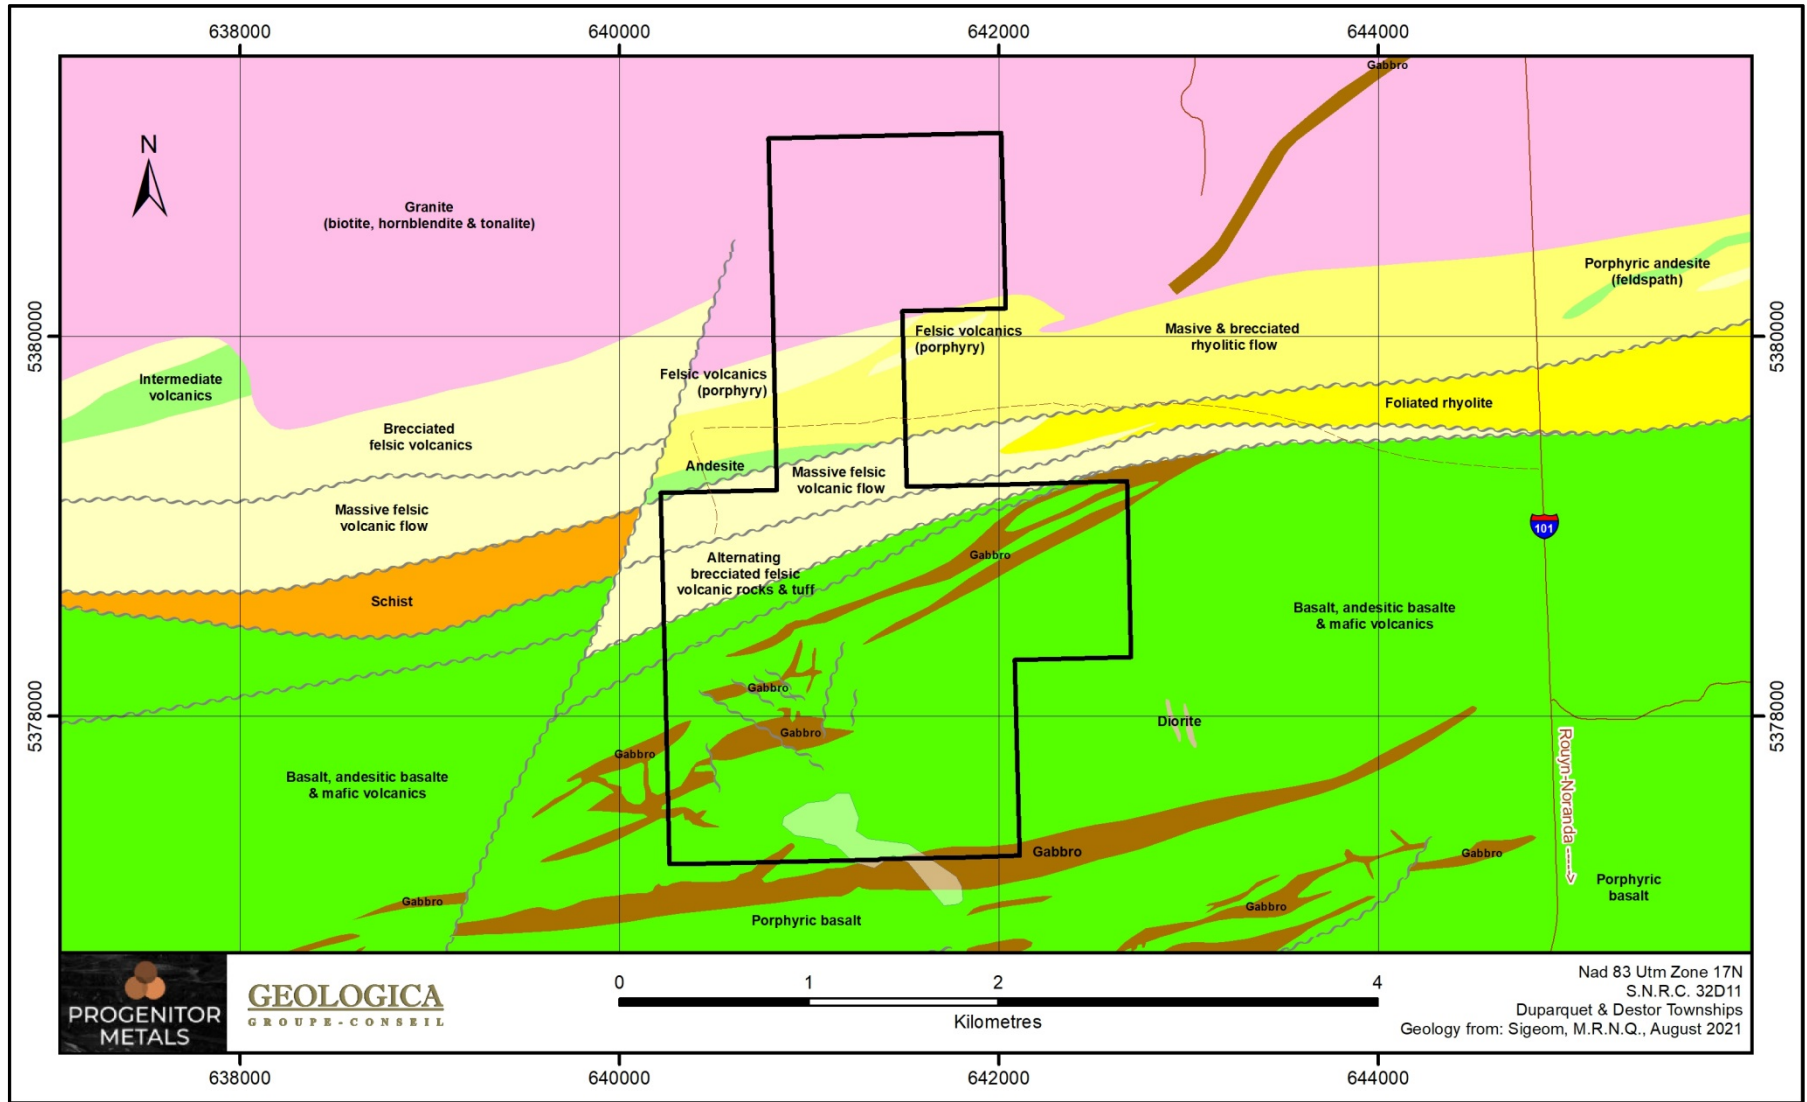 638000
640000
642000
644000
Gabbro
N
Granite
(biotite, hornblendite & tonalite)
Porphyric andesite
(feldspath)
5380000
5380000
Felsic volcanics
(porphyry)
Masive & brecciated
rhyolitic flow
Intermediate
volcanics
Felsic volcanics
(porphyry)
Foliated rhyolite
Brecciated
felsic volcanics
Andesite
Massive felsic
volcanic flow
Massive felsic
volcanic flow
101
Gabbro
Alternating
brecciated felsic
volcanic rocks & tuff
Schist
Basalt, andesitic basalte
& mafic volcanics
Gabbro
5378000
5378000
Diorite
Gabbro
Gabbro
Rouyn-Noranda ---->
Basalt, andesitic basalte
& mafic volcanics
Gabbro
Gabbro
Porphyric
basalt
Gabbro
Gabbro
Porphyric basalt
PROGENITOR
METALS
GEOLOGICA
GROUPE-CONSEIL
0
1
2
4
Kilometres
Nad 83 Utm Zone 17N
S.N.R.C. 32D11
Duparquet & Destor Townships
Geology from: Sigeom, M.R.N.Q., August 2021
638000
640000
642000
644000